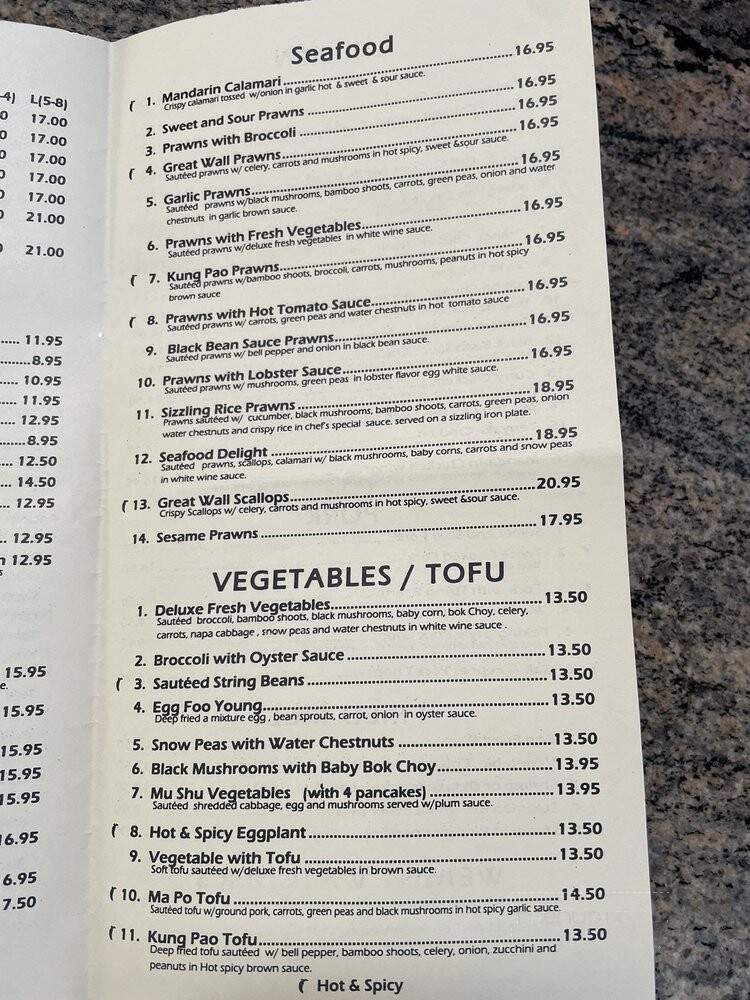 -4) L(5-8)
0 17.00
0 17.00
0 17.00
0 17.00
0 17.00
0 21.00
0 21.00
..... 11.95
......8.95
..... 10.95
..... 11.95
.... 12.95
......8.95
.... 12.50
.... 14.50
.... 12.95
.... 12.95
n 12.95
s
15.95
e.
15.95
15.95
15.95
15.95
16.95
6.95
7.50
Seafood
1. Mandarin Calamari ........ 16.95
Crispy calamari tossed w/onion in garlic hot & sweet & sour sauce.
2. Sweet and Sour Prawns ........ 16.95
3. Prawns with Broccoli ........ 16.95
4. Great Wall Prawns ........ 16.95
Sautéed prawns w/ celery, carrots and mushrooms in hot spicy, sweet &sour sauce.
5. Garlic Prawns ........ 16.95
Sautéed prawns w/black mushrooms, bamboo shoots, carrots, green peas, onion and water
chestnuts in garlic brown sauce.
6. Prawns with Fresh Vegetables ........ 16.95
Sautéed prawns w/deluxe fresh vegetables in white wine sauce.
7. Kung Pao Prawns ........ 16.95
Sautéed prawns w/bamboo shoots, broccoli, carrots, mushrooms, peanuts in hot spicy
brown sauce
8. Prawns with Hot Tomato Sauce ........ 16.95
Sautéed prawns w/ carrots, green peas and water chestnuts in hot tomato sauce
9. Black Bean Sauce Prawns ........ 16.95
Sautéed prawns w/ bell pepper and onion in black bean sauce.
10. Prawns with Lobster Sauce ........ 16.95
Sautéed prawns w/ mushrooms, green peas in lobster flavor egg white sauce.
11. Sizzling Rice Prawns ........ 18.95
Prawns sautéed w/ cucumber, black mushrooms, bamboo shoots, carrots, green peas, onion
water chestnuts and crispy rice in chef's special sauce. served on a sizzling iron plate.
12. Seafood Delight ........ 18.95
Sautéed prawns, scallops, calamari w/ black mushrooms, baby corns, carrots and snow peas
in white wine sauce.
13. Great Wall Scallops ........ 20.95
Crispy Scallops w/ celery, carrots and mushrooms in hot spicy, sweet &sour sauce.
14. Sesame Prawns ........ 17.95
VEGETABLES / TOFU
1. Deluxe Fresh Vegetables ........ 13.50
Sautéed broccoli, bamboo shoots, black mushrooms, baby corn, bok Choy, celery,
carrots, napa cabbage , snow peas and water chestnuts in white wine sauce .
2. Broccoli with Oyster Sauce ........ 13.50
3. Sautéed String Beans ........ 13.50
4. Egg Foo Young ........ 13.50
Deep fried a mixture egg , bean sprouts, carrot, onion in oyster sauce.
5. Snow Peas with Water Chestnuts ........ 13.50
6. Black Mushrooms with Baby Bok Choy ........ 13.95
7. Mu Shu Vegetables (with 4 pancakes) ........ 13.95
Sautéed shredded cabbage, egg and mushrooms served w/plum sauce.
8. Hot & Spicy Eggplant ........ 13.50
9. Vegetable with Tofu ........ 13.50
Soft tofu sautéed w/deluxe fresh vegetables in brown sauce.
10. Ma Po Tofu ........ 14.50
Sautéed tofu w/ground pork, carrots, green peas and black mushrooms in hot spicy garlic sauce.
11. Kung Pao Tofu ........ 13.50
Deep fried tofu sautéed w/ bell pepper, bamboo shoots, celery, onion, zucchini and
peanuts in Hot spicy brown sauce.
Hot & Spicy